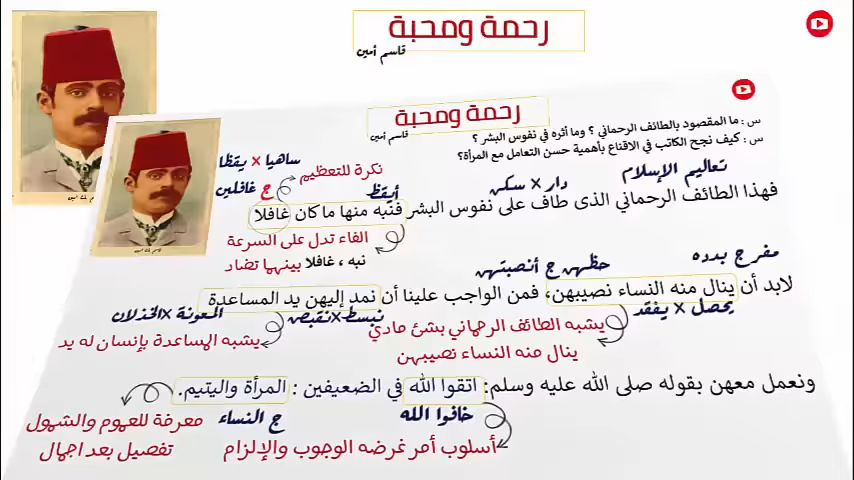 رحمة ومحبة
قاسم أمين
رحمة ومحبة
قاسم أمين
س : ما المقصود بالطائف الرحماني ؟ وما أثره في نفوس البشر ؟
س : كيف نجح الكاتب في الاقناع بأهمية حسن التعامل مع المرأة؟
ساهيا x يقظا
نكرة للتعظيم
ج غافلين
أيقظ
دار x سكن
تعاليم الإسلام
فهذا الطائف الرحماني الذى طاف على نفوس البشر فنبه منها ما كان غافلا
الفاء تدل على السرعة
نبه ، غافلا بينهما تضاد
حظهن ج أنصبتهن
مفر ج بدده
لابد أن ينال منه النساء نصيبهن، فمن الواجب علينا أن نمد إليهن يد المساعدة
يحصل x يفقد
نبسط x نقبض
المعونة x الخذلان
يشبه الطائف الرحماني بشئ مادي
ينال منه النساء نصيبهن
يشبه المساعدة بإنسان له يد
ونعمل معهن بقوله صلى الله عليه وسلم: اتقوا الله في الضعيفين : المرأة واليتيم.
خافوا الله
ج النساء
معرفة للعموم والشمول
تفصيل بعد اجمال
أسلوب أمر غرضه الوجوب والإلزام